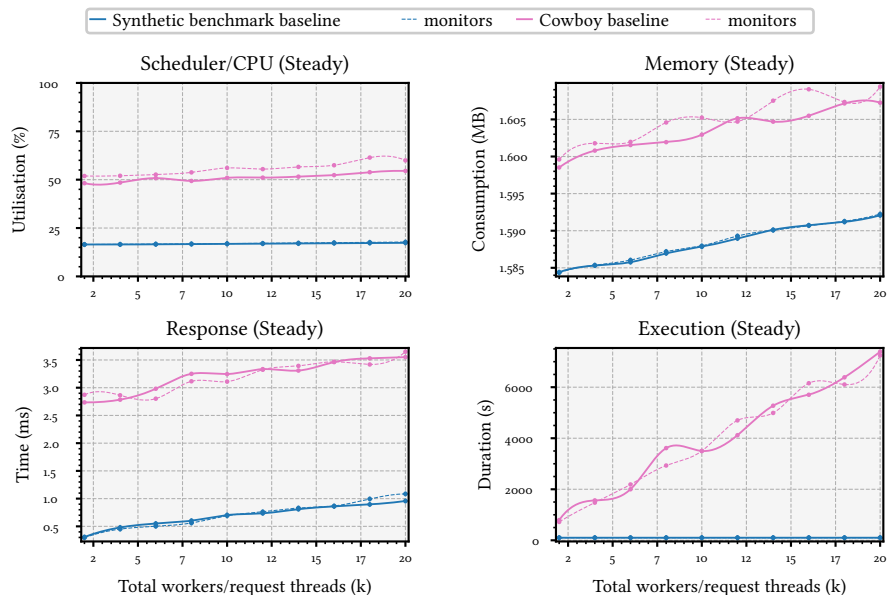 Synthetic benchmark baseline monitors Cowboy baseline monitors
Scheduler/CPU (Steady)
Utilisation (%)
100
75
50
25
0
2 5 7 10 12 15 17 20
Memory (Steady)
Consumption (MB)
1.605
1.600
1.595
1.590
1.585
2 5 7 10 12 15 17 20
Response (Steady)
Time (ms)
3.5
3.0
2.5
2.0
1.5
1.0
0.5
2 5 7 10 12 15 17 20
Total workers/request threads (k)
Execution (Steady)
Duration (s)
6000
4000
2000
0
2 5 7 10 12 15 17 20
Total workers/request threads (k)